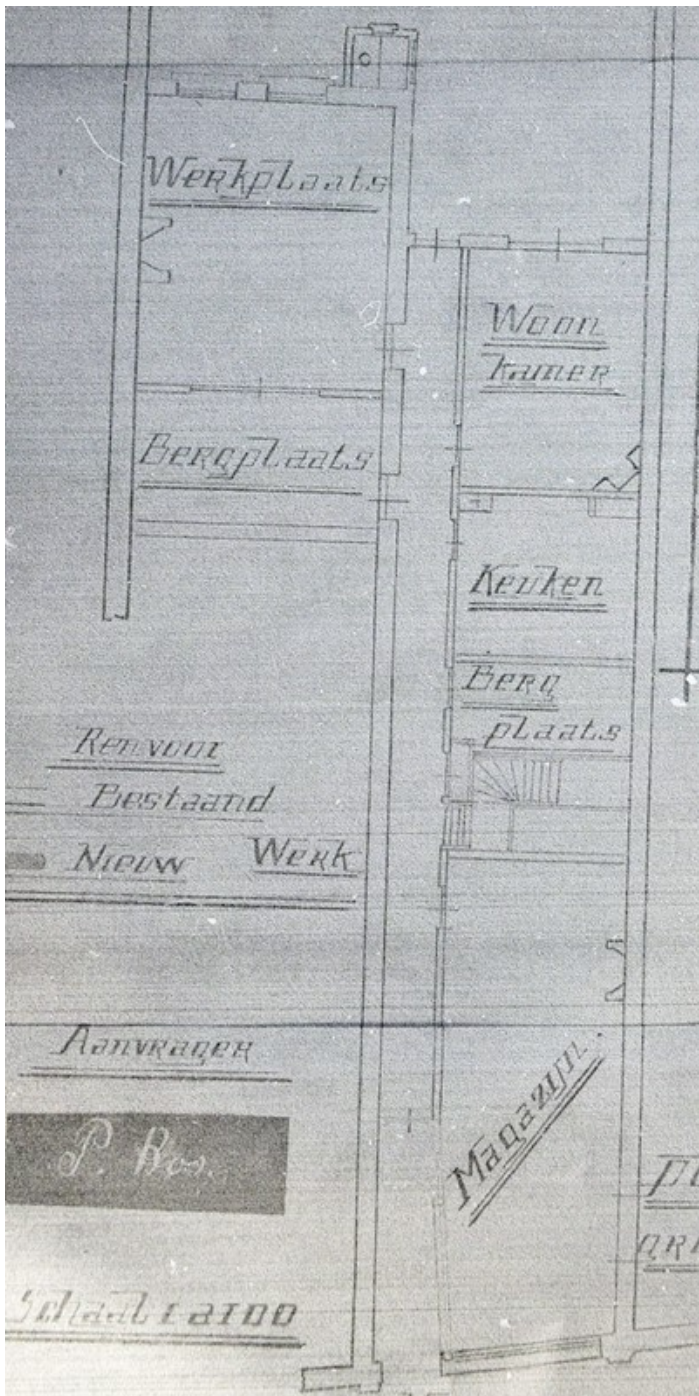 Werkplaats
Woon
kamer
Bergplaats
Keuken
Berg
plaats
Renvooi
Bestaand
Nieuw Werk
Aanvrager
P. Bos.
Magazijn.
Schaal 1 a 100